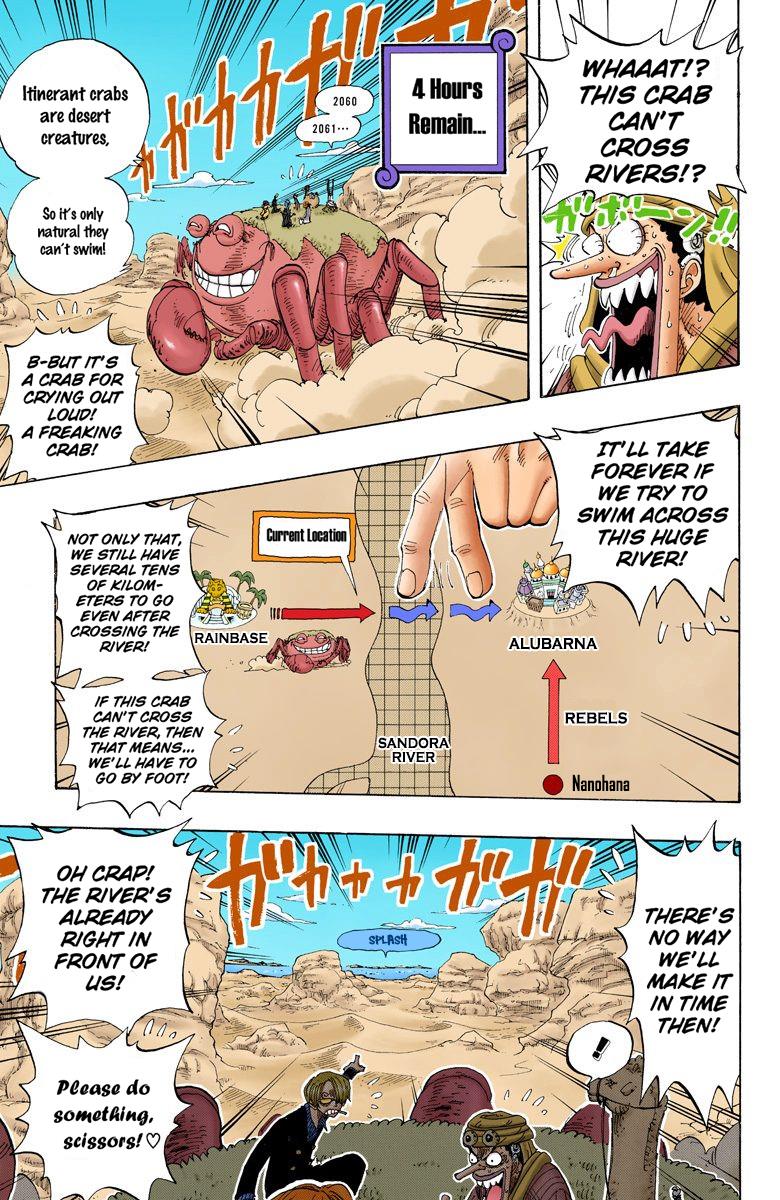 WHAAAT!?
THIS CRAB
CAN'T
CROSS
RIVERS!?
ガボーン!!
4 Hours
Remain...
2060
2061...
ガガガガガ
Itinerant crabs
are desert
creatures,
So it's only
natural they
can't swim!
B-BUT IT'S
A CRAB FOR
CRYING OUT
LOUD!
A FREAKING
CRAB!
IT'LL TAKE
FOREVER IF
WE TRY TO
SWIM ACROSS
THIS HUGE
RIVER!
Current Location
NOT ONLY THAT,
WE STILL HAVE
SEVERAL TENS
OF KILOM-
ETERS TO GO
EVEN AFTER
CROSSING THE
RIVER!
RAINBASE
ALUBARNA
REBELS
SANDORA
RIVER
Nanohana
IF THIS CRAB
CAN'T CROSS
THE RIVER, THEN
THAT MEANS...
WE'LL HAVE TO
GO BY FOOT!
THERE'S
NO WAY
WE'LL
MAKE IT
IN TIME
THEN!
ガガガガガガ
SPLASH
!
OH CRAP!
THE RIVER'S
ALREADY
RIGHT IN
FRONT OF
US!
Please do
something,
scissors!♡